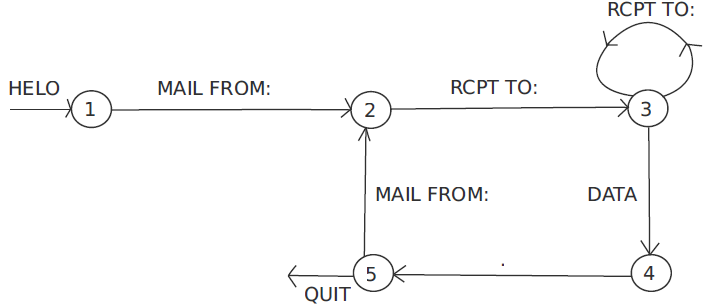 RCPT TO:
HELO
MAIL FROM:
RCPT TO:
1
2
3
MAIL FROM:
DATA
.
5
4
QUIT